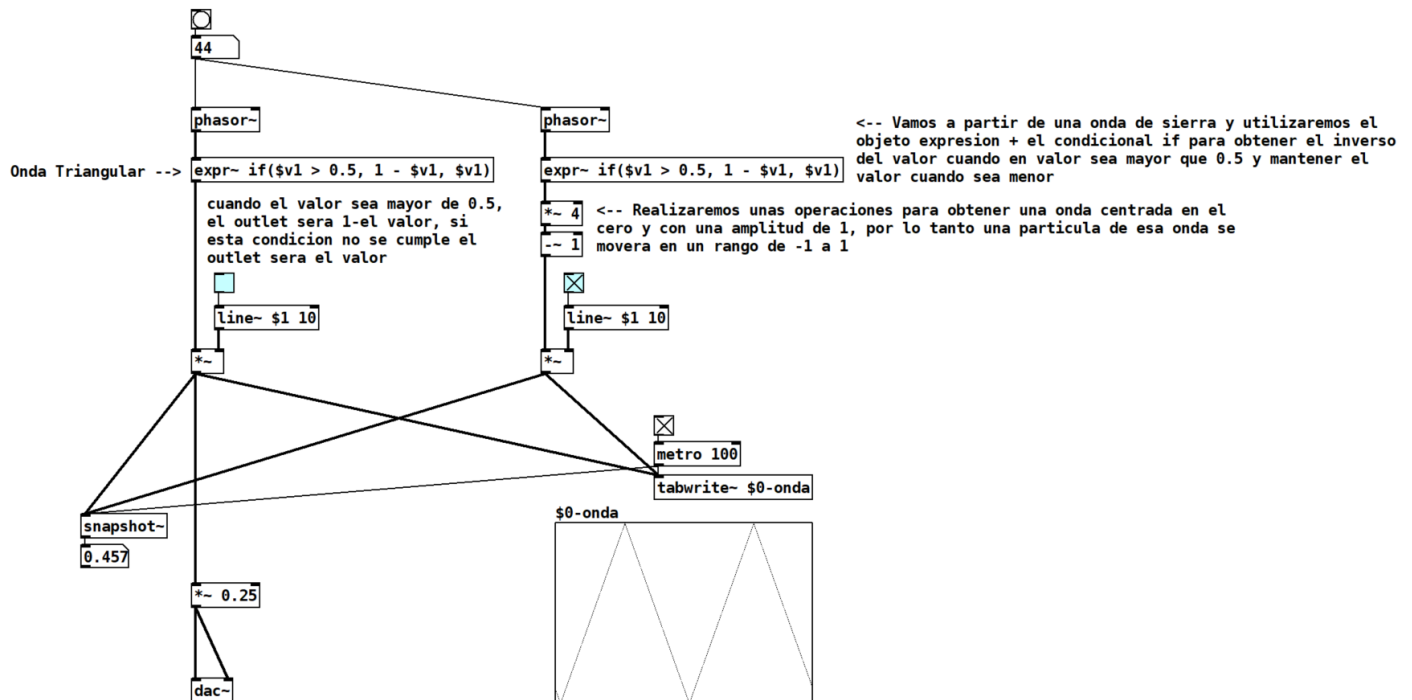 44
phasor~
phasor~
<-- Vamos a partir de una onda de sierra y utilizaremos el
objeto expresion + el condicional if para obtener el inverso
del valor cuando en valor sea mayor que 0.5 y mantener el
valor cuando sea menor
Onda Triangular -->
expr~ if($v1 > 0.5, 1 - $v1, $v1)
expr~ if($v1 > 0.5, 1 - $v1, $v1)
cuando el valor sea mayor de 0.5,
el outlet sera 1-el valor, si
esta condicion no se cumple el
outlet sera el valor
*~ 4
-~ 1
<-- Realizaremos unas operaciones para obtener una onda centrada en el
cero y con una amplitud de 1, por lo tanto una particula de esa onda se
movera en un rango de -1 a 1
line~ $1 10
line~ $1 10
*~
*~
metro 100
tabwrite~ $0-onda
snapshot~
0.457
$0-onda
*~ 0.25
dac~